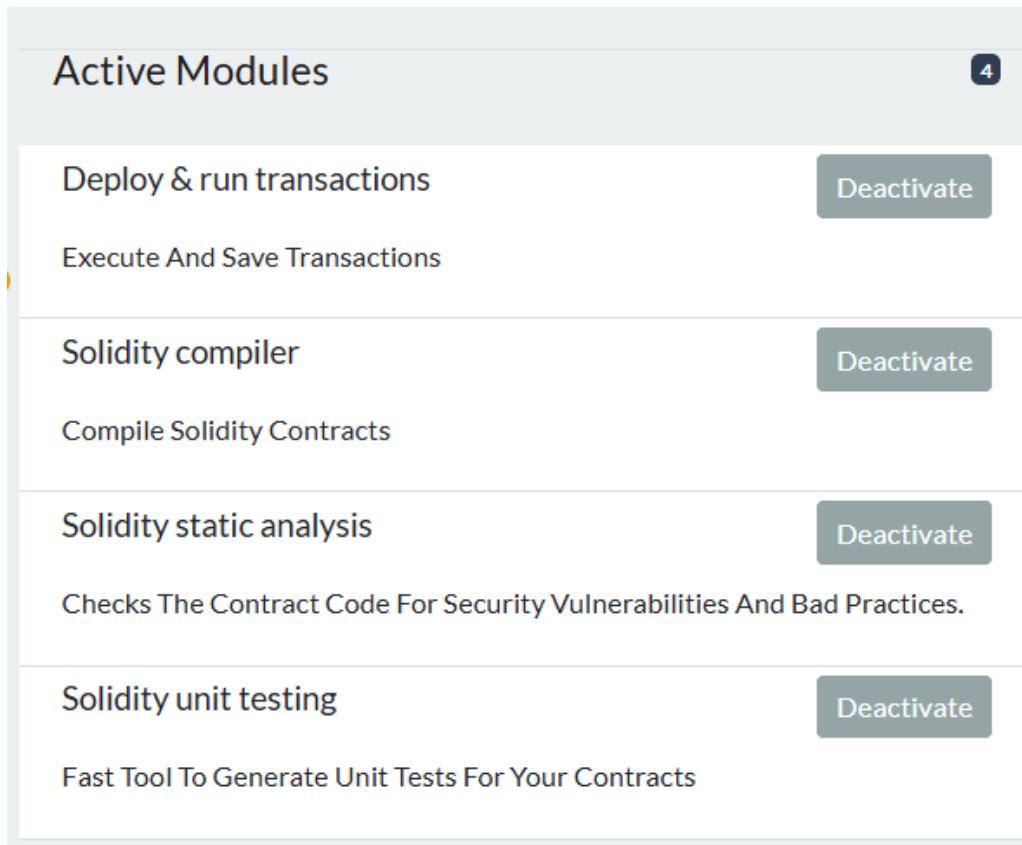 Active Modules 4
Deploy & run transactions Deactivate
Execute And Save Transactions
Solidity compiler Deactivate
Compile Solidity Contracts
Solidity static analysis Deactivate
Checks The Contract Code For Security Vulnerabilities And Bad Practices.
Solidity unit testing Deactivate
Fast Tool To Generate Unit Tests For Your Contracts